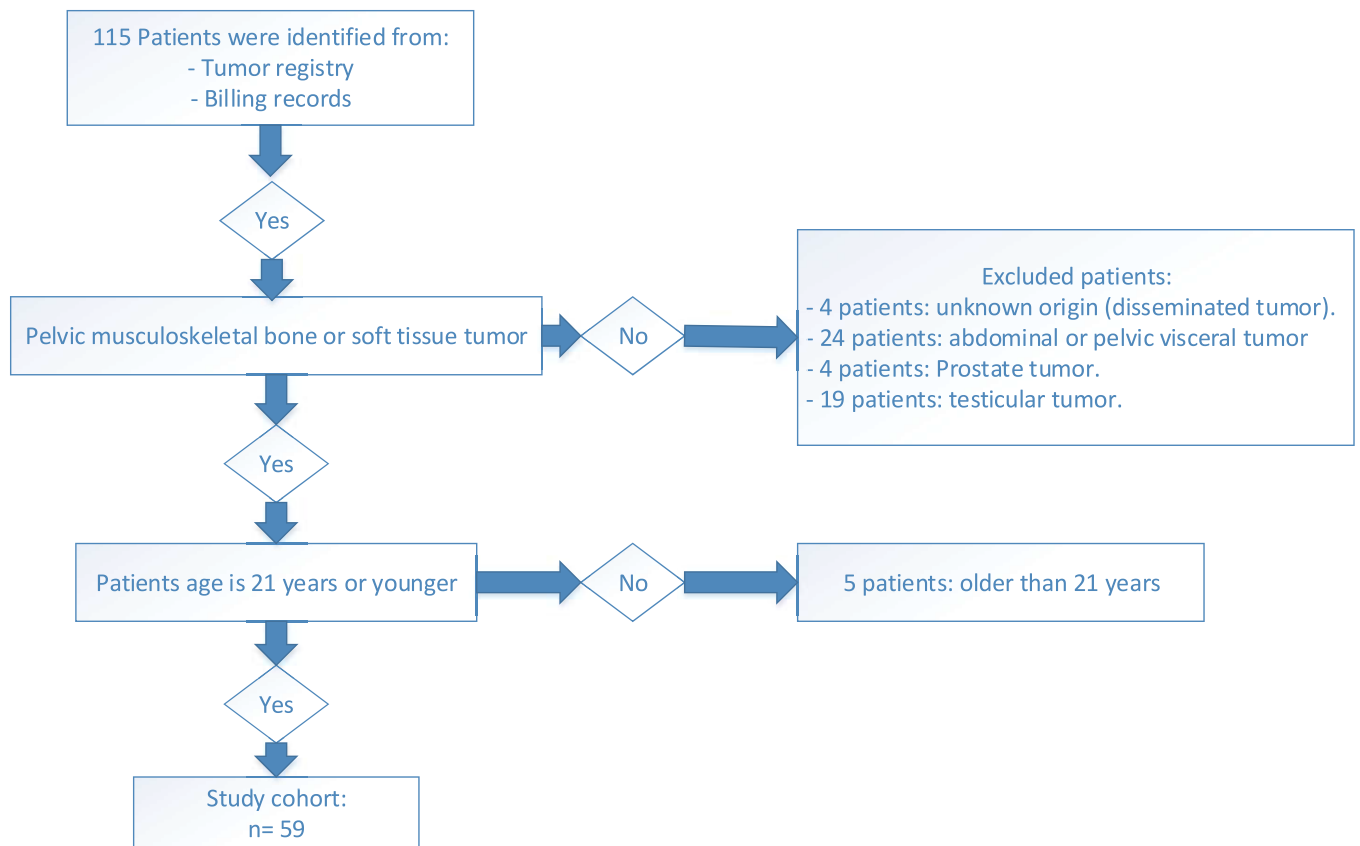 115 Patients were identified from:
- Tumor registry
- Billing records
Yes
Pelvic musculoskeletal bone or soft tissue tumor
No
Excluded patients:
- 4 patients: unknown origin (disseminated tumor).
- 24 patients: abdominal or pelvic visceral tumor
- 4 patients: Prostate tumor.
- 19 patients: testicular tumor.
Yes
Patients age is 21 years or younger
No
5 patients: older than 21 years
Yes
Study cohort:
n= 59